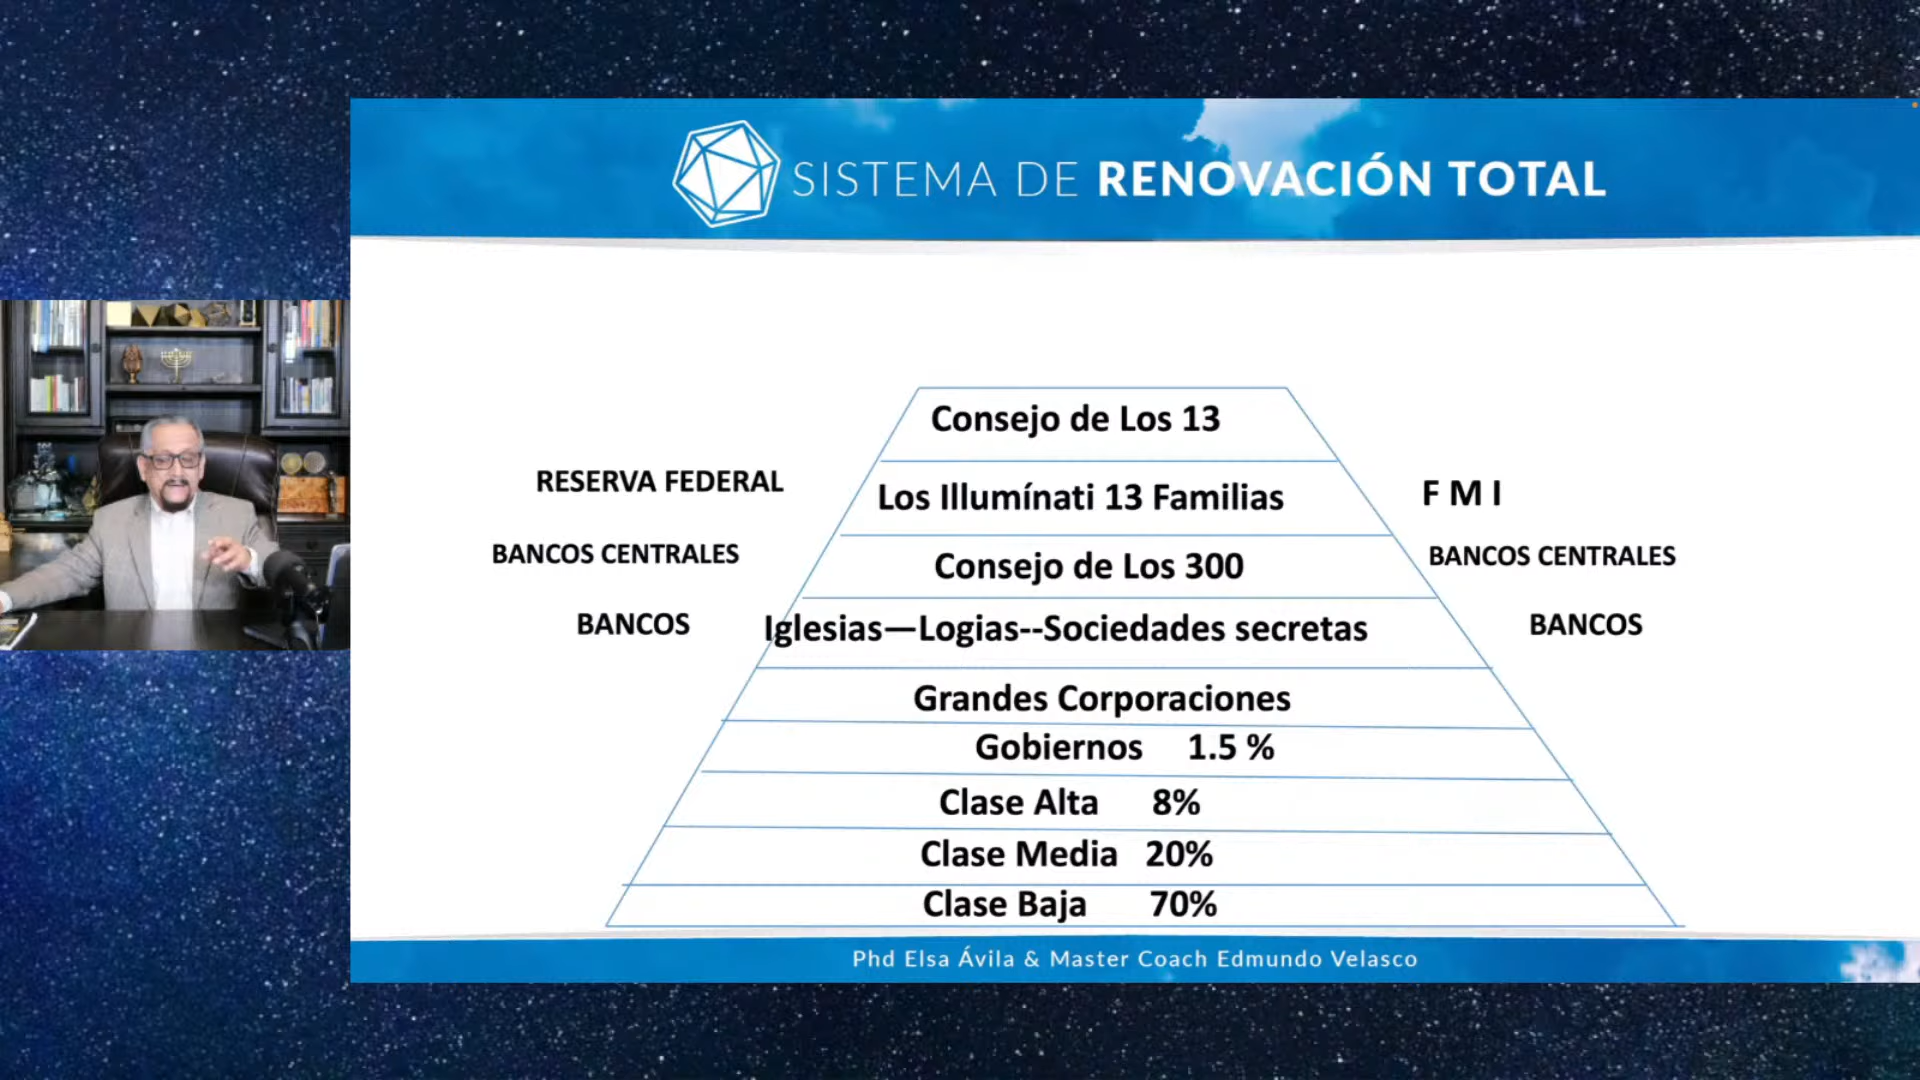 SISTEMA DE RENOVACIÓN TOTAL
Consejo de Los 13
RESERVA FEDERAL
Los Illumínati 13 Familias
F M I
BANCOS CENTRALES
Consejo de Los 300
BANCOS CENTRALES
BANCOS
Iglesias—Logias--Sociedades secretas
BANCOS
Grandes Corporaciones
Gobiernos 1.5 %
Clase Alta 8%
Clase Media 20%
Clase Baja 70%
Phd Elsa Ávila & Master Coach Edmundo Velasco